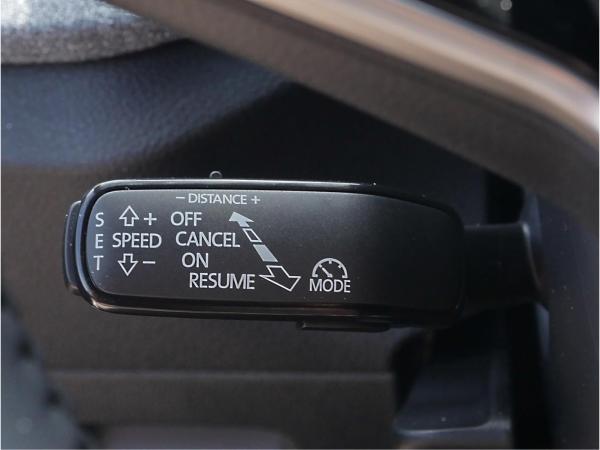 − DISTANCE +
S + OFF
E SPEED CANCEL
T − ON
RESUME MODE